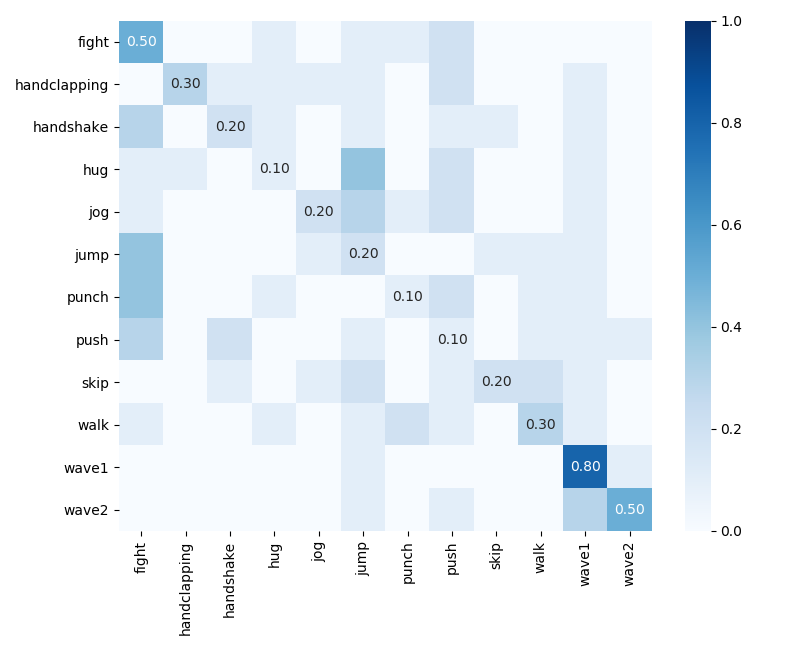 1.0
fight 0.50
handclapping 0.30
handshake 0.20
0.8
hug 0.10
jog 0.20
0.6
jump 0.20
punch 0.10
0.4
push 0.10
skip 0.20
0.2
walk 0.30
wave1 0.80
wave2 0.50
0.0
fight
handclapping
handshake
hug
jog
jump
punch
push
skip
walk
wave1
wave2